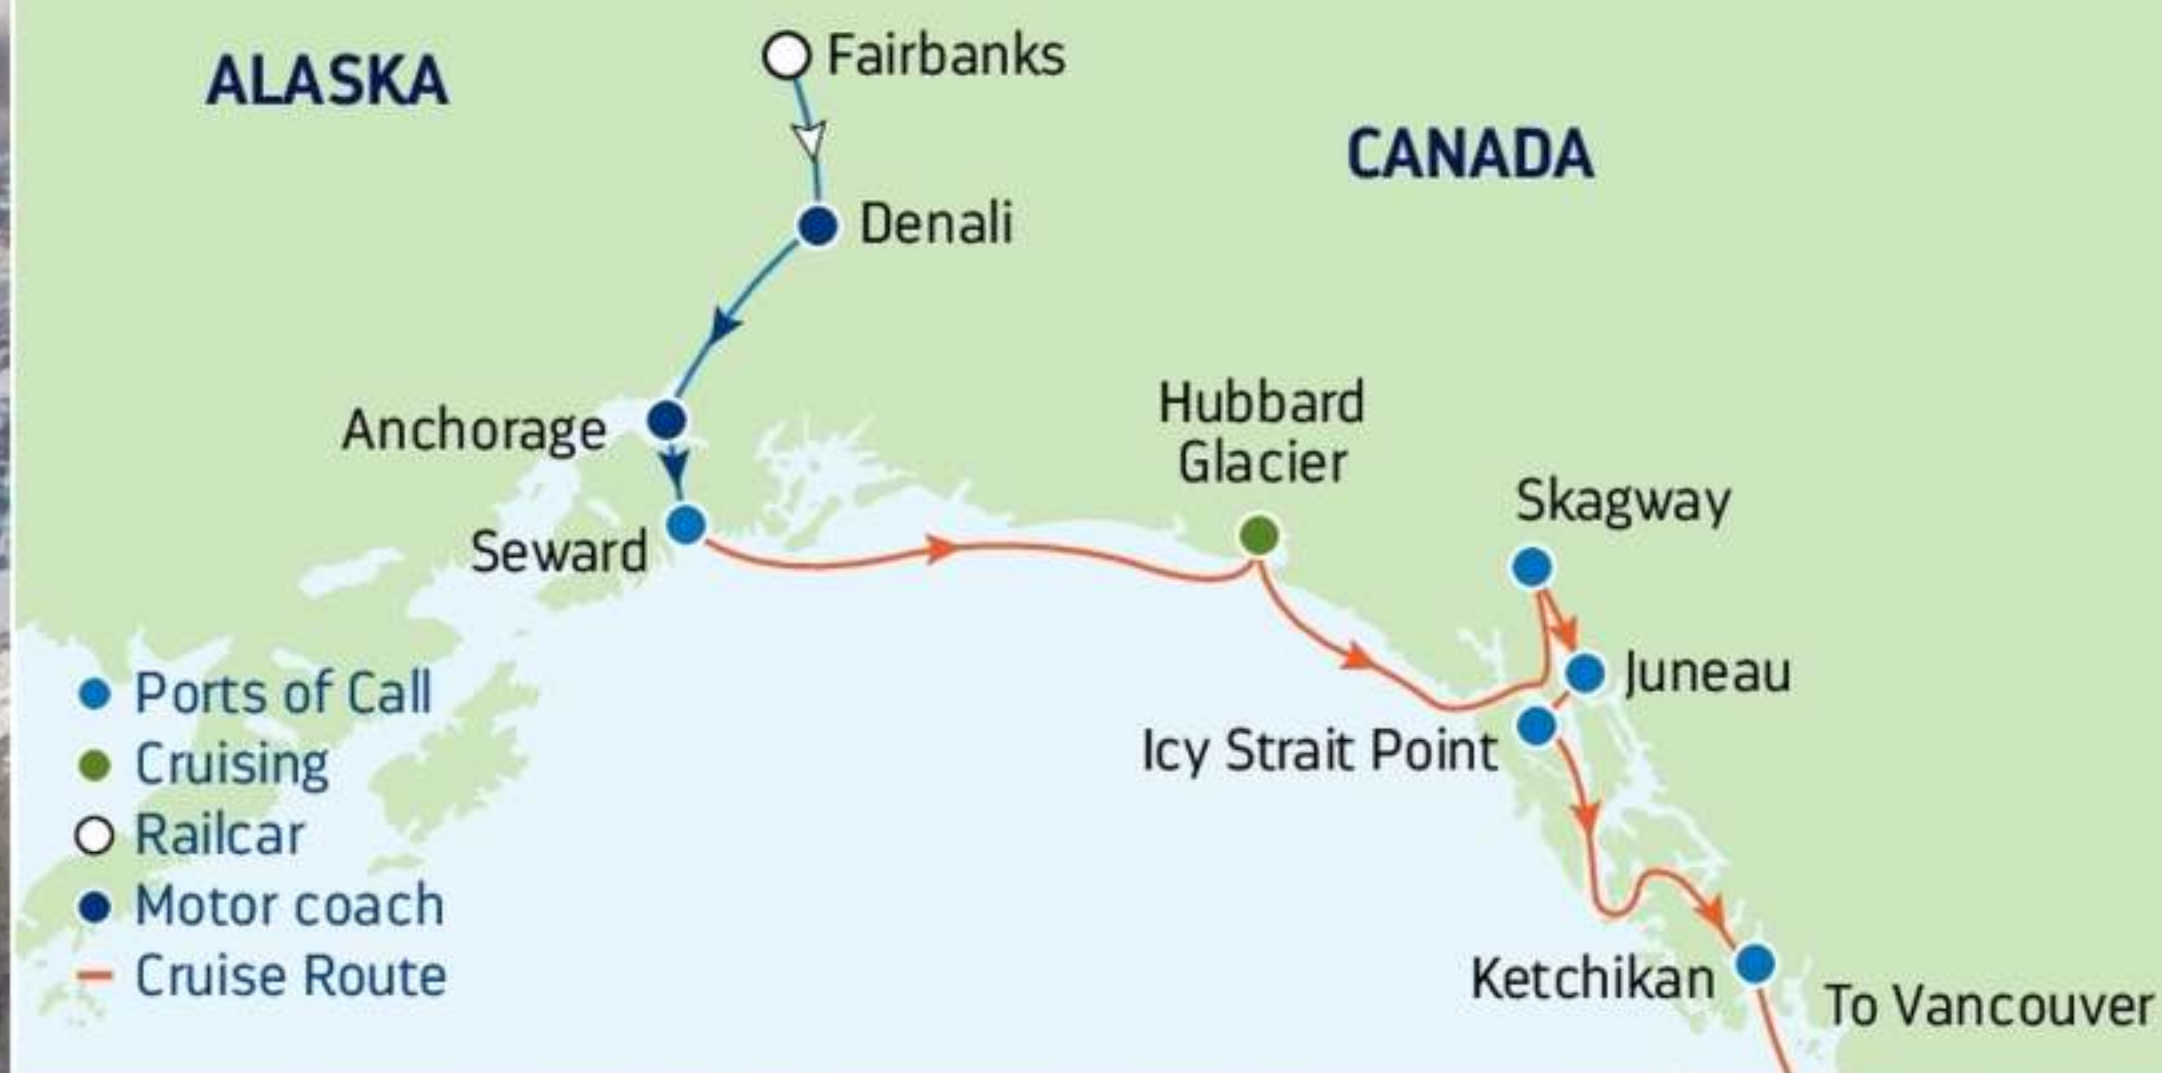 ALASKA
Fairbanks
CANADA
Denali
Anchorage
Hubbard
Glacier
Skagway
Seward
Juneau
Icy Strait Point
Ketchikan
To Vancouver
Ports of Call
Cruising
Railcar
Motor coach
Cruise Route